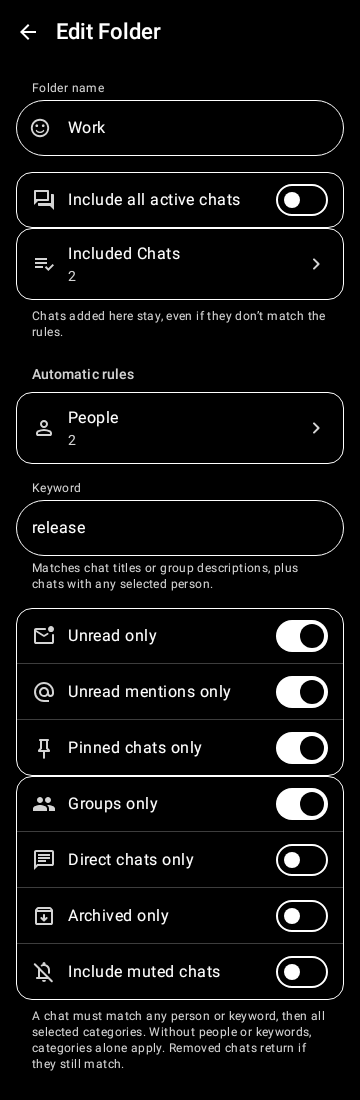 Edit Folder
Folder name
Work
Include all active chats
Included Chats
2
Chats added here stay, even if they don’t match the
rules.
Automatic rules
People
2
Keyword
release
Matches chat titles or group descriptions, plus
chats with any selected person.
Unread only
Unread mentions only
Pinned chats only
Groups only
Direct chats only
Archived only
Include muted chats
A chat must match any person or keyword, then all
selected categories. Without people or keywords,
categories alone apply. Removed chats return if
they still match.